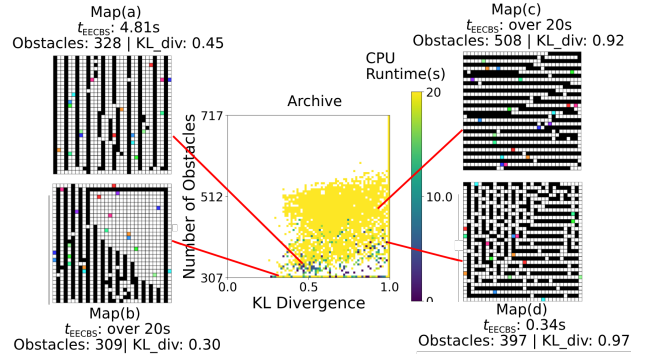 Map(a)
t_EECBS: 4.81s
Obstacles: 328 | KL_div: 0.45
Map(c)
t_EECBS: over 20s
Obstacles: 508 | KL_div: 0.92
CPU
Runtime(s)
Archive
Number of Obstacles
717
512
307
0.0
0.5
1.0
KL Divergence
20
10.0
0
Map(b)
t_EECBS: over 20s
Obstacles: 309| KL_div: 0.30
Map(d)
t_EECBS: 0.34s
Obstacles: 397 | KL_div: 0.97